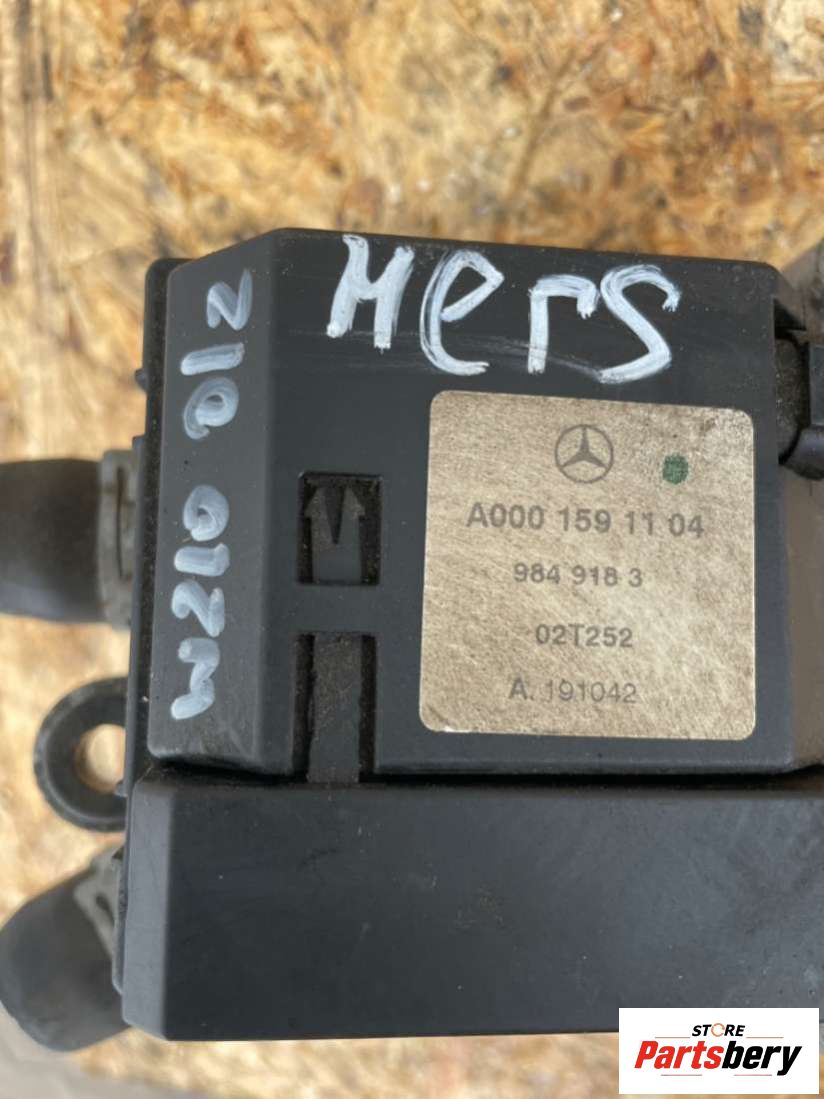 Mers
W210 012
A000 159 11 04
984 918 3
02T252
A. 191042
STORE
Partsbery